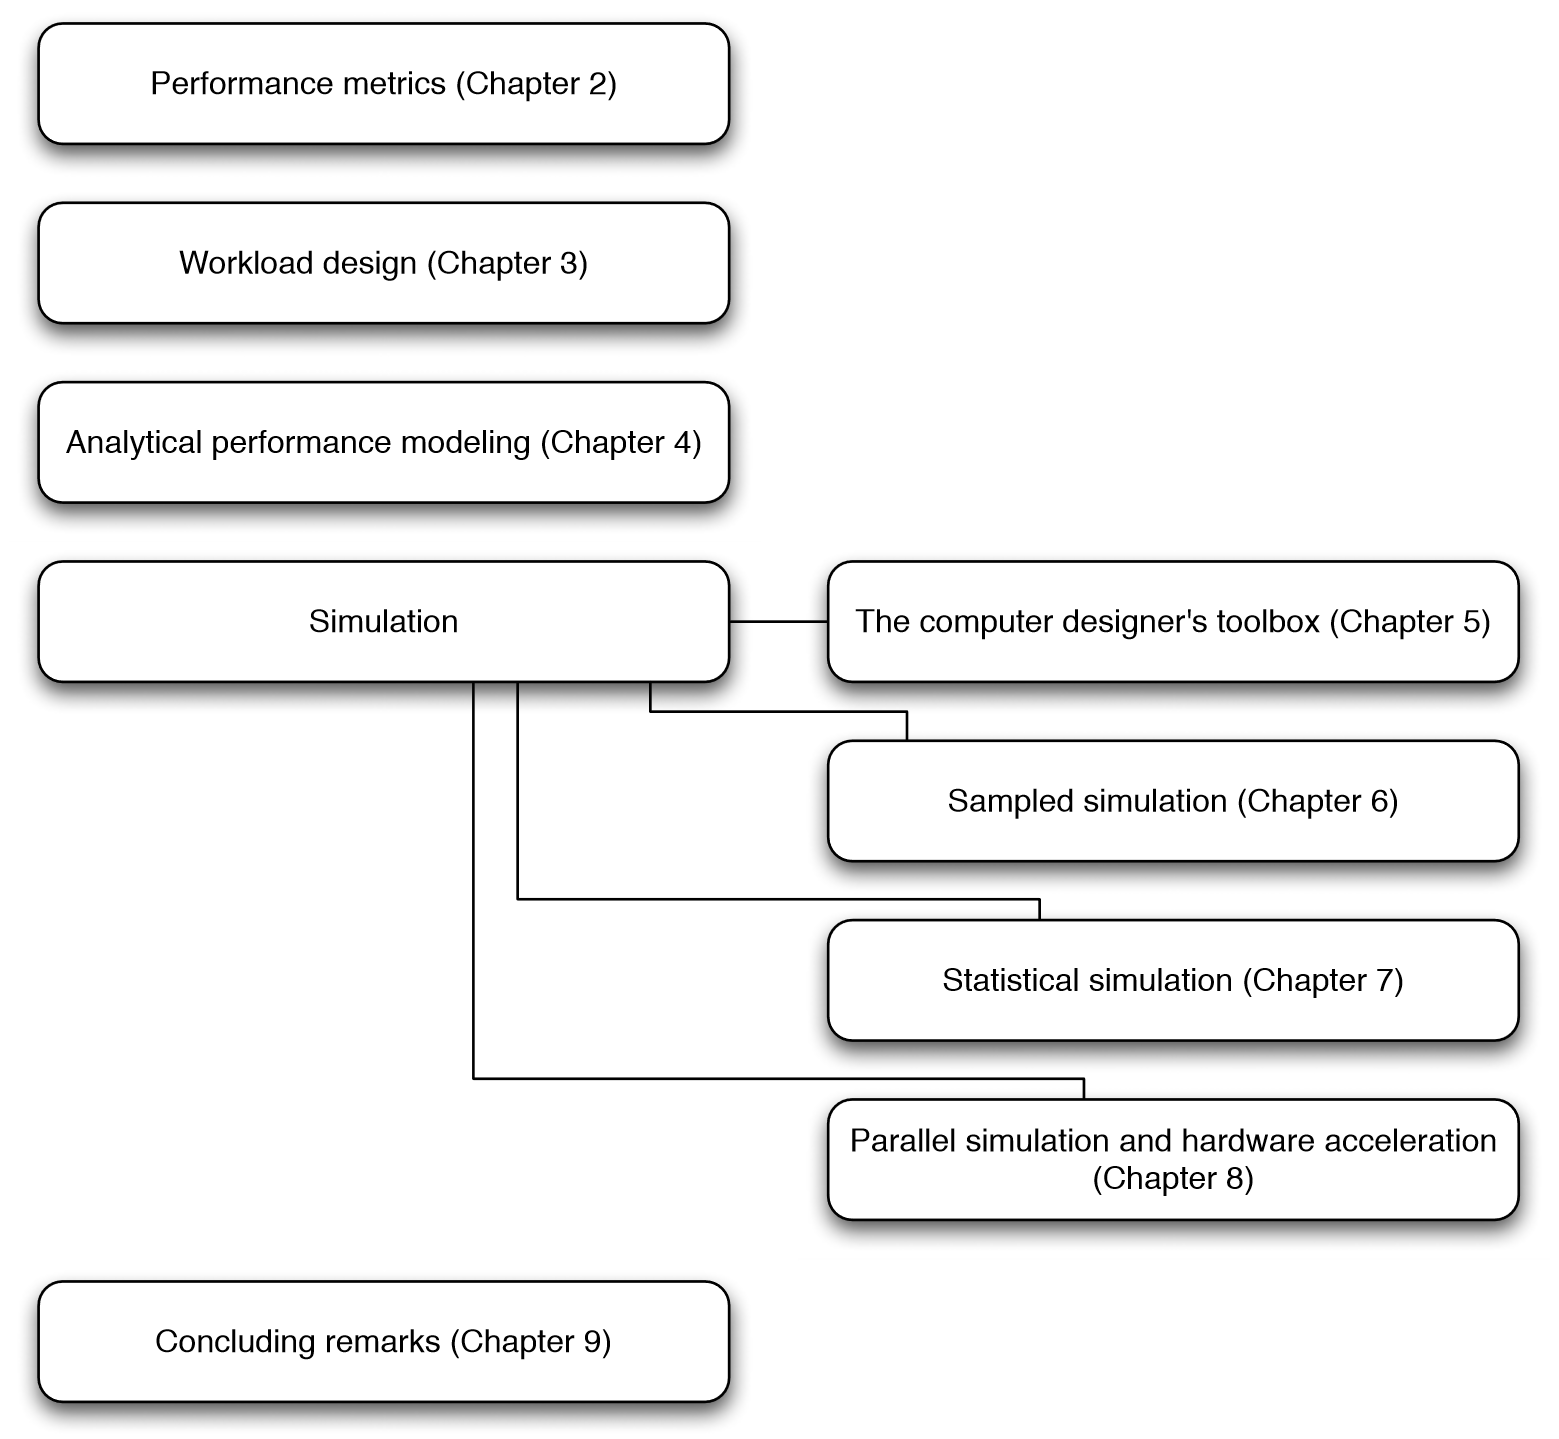 Performance metrics (Chapter 2)
Workload design (Chapter 3)
Analytical performance modeling (Chapter 4)
Simulation
The computer designer's toolbox (Chapter 5)
Sampled simulation (Chapter 6)
Statistical simulation (Chapter 7)
Parallel simulation and hardware acceleration
(Chapter 8)
Concluding remarks (Chapter 9)